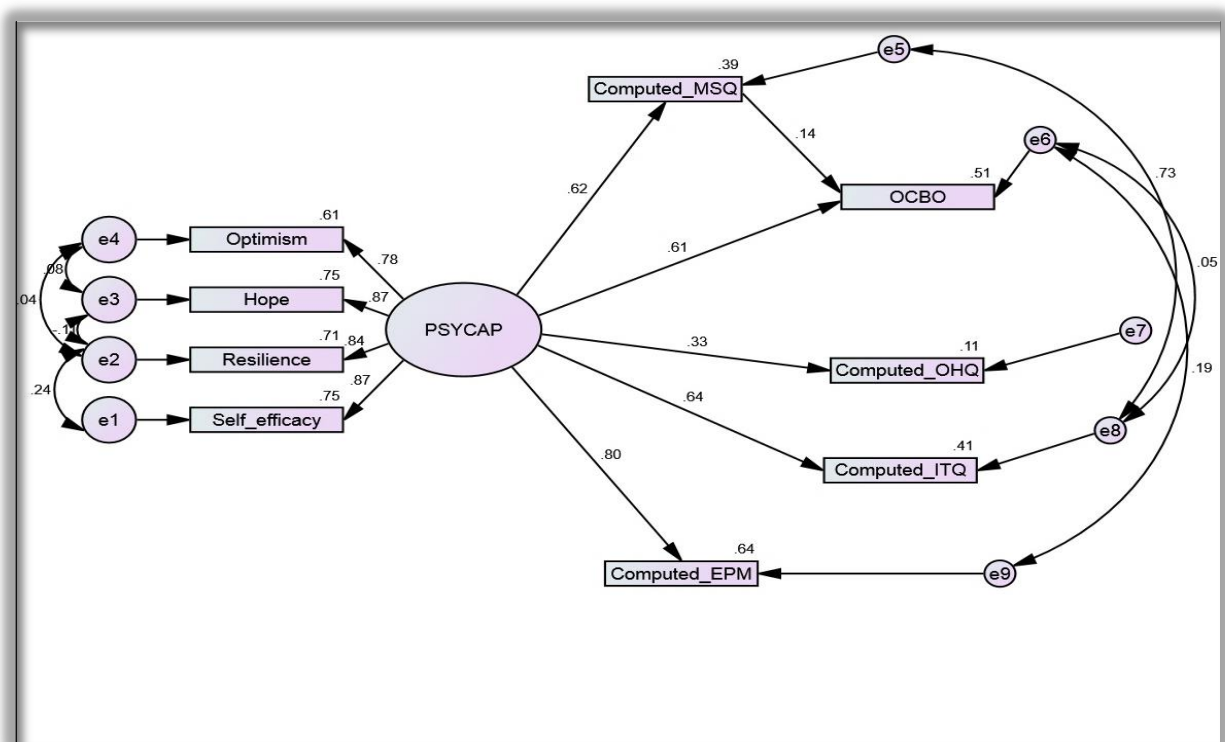 e5
.39
Computed_MSQ
.14
e6
.73
.51
OCBO
.62
.61
e4
.61
Optimism
.78
.08
.04
e3
.75
Hope
.87
.05
PSYCAP
e7
.33
.11
Computed_OHQ
.19
e2
.71
Resilience
.84
.24
.87
.64
e1
.75
Self_efficacy
e8
.41
Computed_ITQ
.80
.64
Computed_EPM
e9